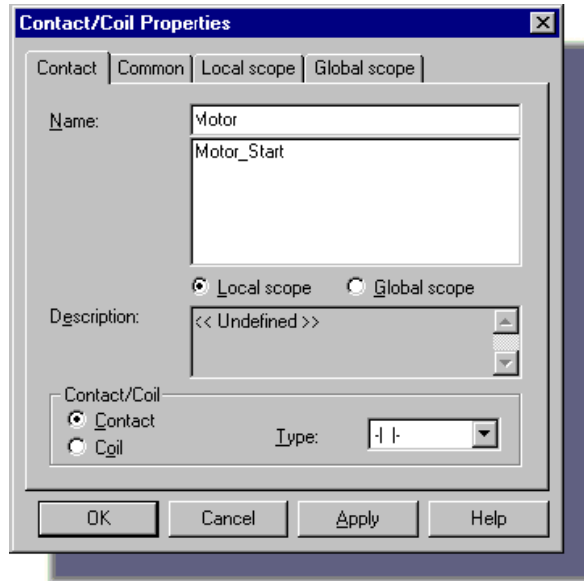 Contact/Coil Properties
Contact Common Local scope Global scope
Name: Motor
Motor_Start
Local scope Global scope
Description: << Undefined >>
Contact/Coil
Contact
Coil
Type: -| |-
OK Cancel Apply Help